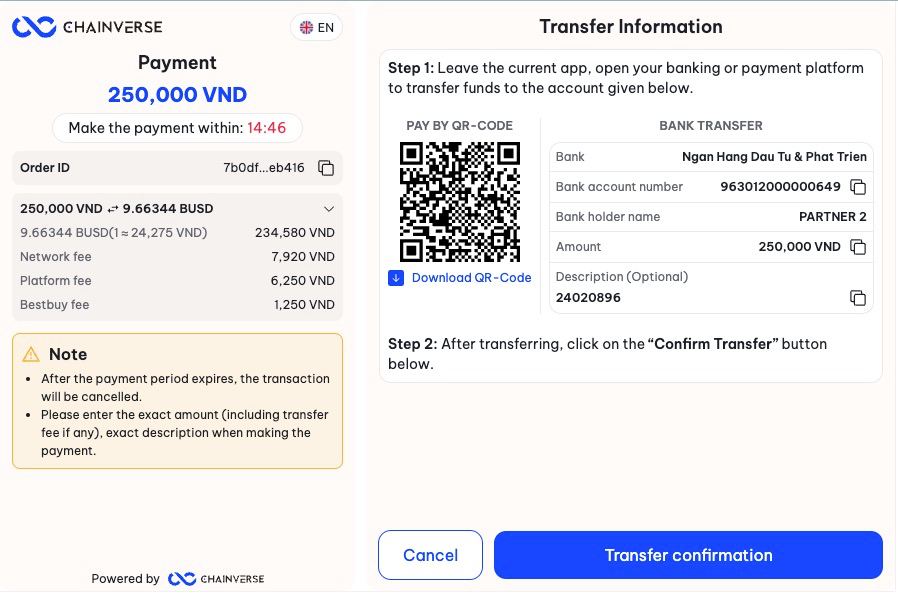 CHAINVERSE
EN
Payment
250,000 VND
Make the payment within: 14:46
Order ID 7b0df...eb416
250,000 VND ⇄ 9.66344 BUSD
9.66344 BUSD(1 ≈ 24,275 VND) 234,580 VND
Network fee 7,920 VND
Platform fee 6,250 VND
Bestbuy fee 1,250 VND
Note
• After the payment period expires, the transaction
will be cancelled.
• Please enter the exact amount (including transfer
fee if any), exact description when making the
payment.
Powered by CHAINVERSE
Transfer Information
Step 1: Leave the current app, open your banking or payment platform
to transfer funds to the account given below.
PAY BY QR-CODE
Download QR-Code
BANK TRANSFER
Bank Ngan Hang Dau Tu & Phat Trien
Bank account number 963012000000649
Bank holder name PARTNER 2
Amount 250,000 VND
Description (Optional)
24020896
Step 2: After transferring, click on the “Confirm Transfer” button
below.
Cancel
Transfer confirmation